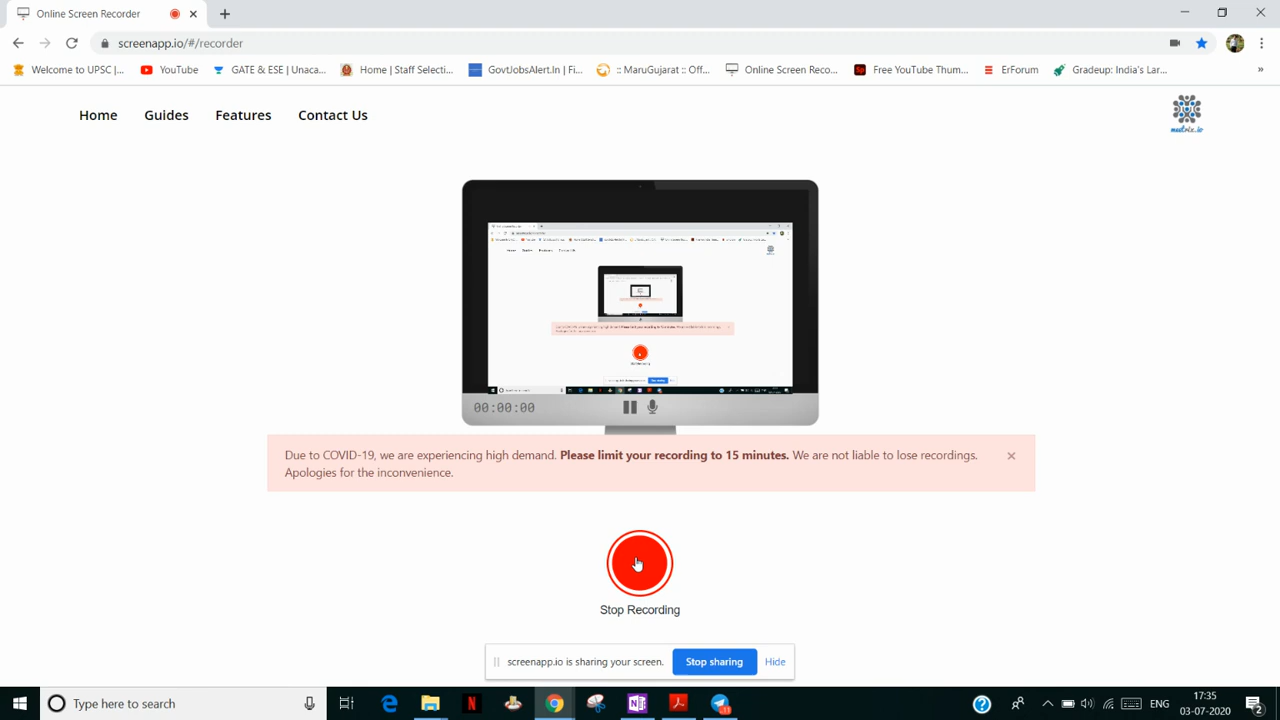 Online Screen Recorder
screenapp.io/#/recorder
Welcome to UPSC |...
YouTube
GATE & ESE | Unaca...
Home | Staff Selecti...
GovtJobsAlert.In | Fi...
:: MaruGujarat :: Offi...
Online Screen Reco...
Free YouTube Thum...
ErForum
Gradeup: India's Lar...
»
Home
Guides
Features
Contact Us
meetrix.io
00:00:00
Due to COVID-19, we are experiencing high demand. Please limit your recording to 15 minutes. We are not liable to lose recordings.
Apologies for the inconvenience.
Stop Recording
screenapp.io is sharing your screen.
Stop sharing
Hide
Type here to search
ENG
17:35
03-07-2020
2